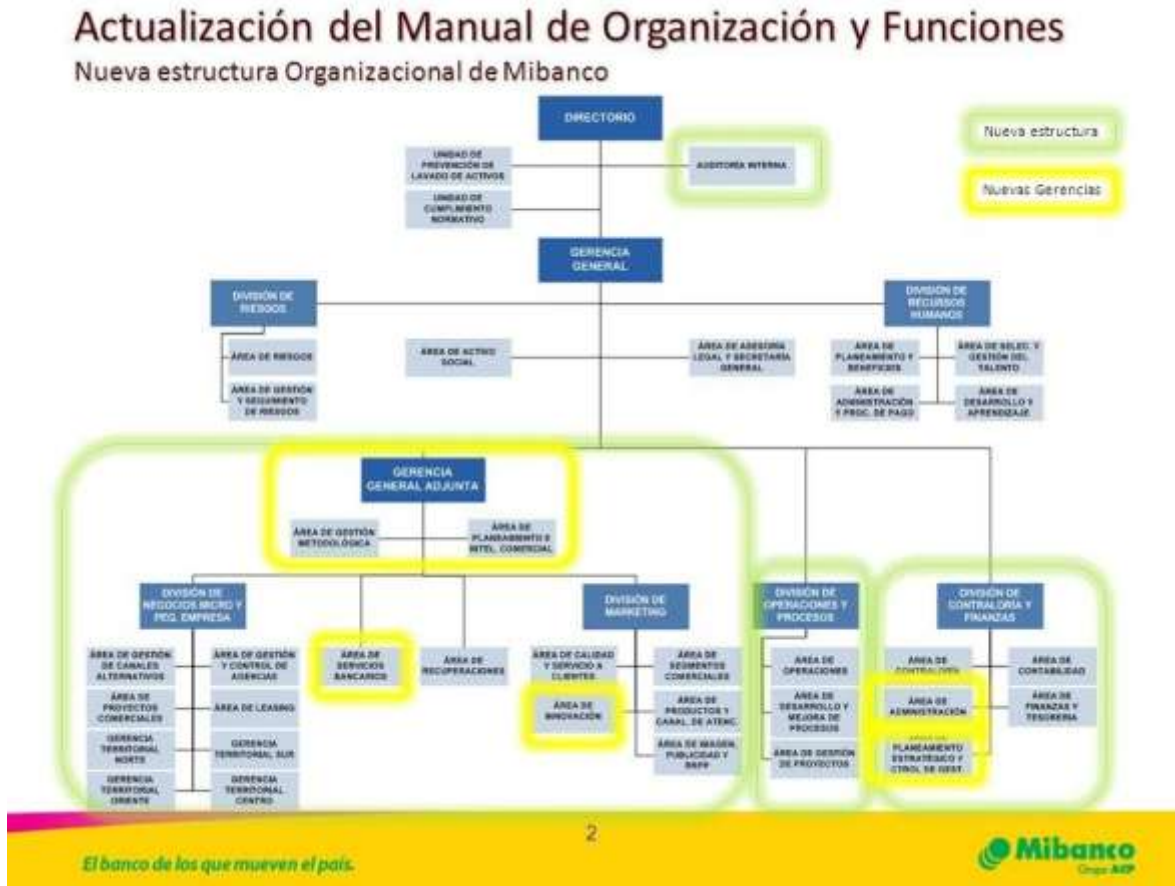 Actualización del Manual de Organización y Funciones
Nueva estructura Organizacional de Mibanco
DIRECTORIO
Nueva estructura
UNIDAD DE
PREVENCIÓN DE
LAVADO DE ACTIVOS
AUDITORÍA INTERNA
Nuevas Gerencias
UNIDAD DE
CUMPLIMIENTO
NORMATIVO
GERENCIA
GENERAL
DIVISIÓN DE
RIESGOS
DIVISIÓN DE
RECURSOS
HUMANOS
ÁREA DE RIESGOS
ÁREA DE ACTIVO
SOCIAL
ÁREA DE ASESORÍA
LEGAL Y SECRETARÍA
GENERAL
ÁREA DE
PLANEAMIENTO Y
BENEFICIOS
ÁREA DE SELEC. Y
GESTIÓN DEL
TALENTO
ÁREA DE GESTIÓN
Y SEGUIMIENTO
DE RIESGOS
ÁREA DE
ADMINISTRACIÓN
Y PROC. DE PAGO
ÁREA DE
DESARROLLO Y
APRENDIZAJE
GERENCIA
GENERAL ADJUNTA
ÁREA DE GESTIÓN
METODOLÓGICA
ÁREA DE
PLANEAMIENTO E
INTEL. COMERCIAL
DIVISIÓN DE
NEGOCIOS MICRO Y
PEQ. EMPRESA
DIVISIÓN DE
MARKETING
DIVISIÓN DE
OPERACIONES Y
PROCESOS
DIVISIÓN DE
CONTRALORÍA Y
FINANZAS
ÁREA DE GESTIÓN
DE CANALES
ALTERNATIVOS
ÁREA DE GESTIÓN
Y CONTROL DE
AGENCIAS
ÁREA DE
SERVICIOS
BANCARIOS
ÁREA DE
RECUPERACIONES
ÁREA DE CALIDAD
Y SERVICIO A
CLIENTES
ÁREA DE
SEGMENTOS
COMERCIALES
ÁREA DE
OPERACIONES
ÁREA DE
CONTRALORÍA
ÁREA DE
CONTABILIDAD
ÁREA DE
PROYECTOS
COMERCIALES
ÁREA DE LEASING
ÁREA DE
INNOVACIÓN
ÁREA DE
PRODUCTOS Y
CANAL. DE ATENC.
ÁREA DE
DESARROLLO Y
MEJORA DE
PROCESOS
ÁREA DE
ADMINISTRACIÓN
ÁREA DE
FINANZAS Y
TESORERIA
GERENCIA
TERRITORIAL
NORTE
GERENCIA
TERRITORIAL SUR
ÁREA DE IMAGEN,
PUBLICIDAD Y
ÁREA DE GESTIÓN
DE PROYECTOS
PLANEAMIENTO
ESTRATÉGICO Y
CTROL DE GEST.
GERENCIA
TERRITORIAL
ORIENTE
GERENCIA
TERRITORIAL
CENTRO
2
El banco de los que mueven el país.
Mibanco
Grupo ACP